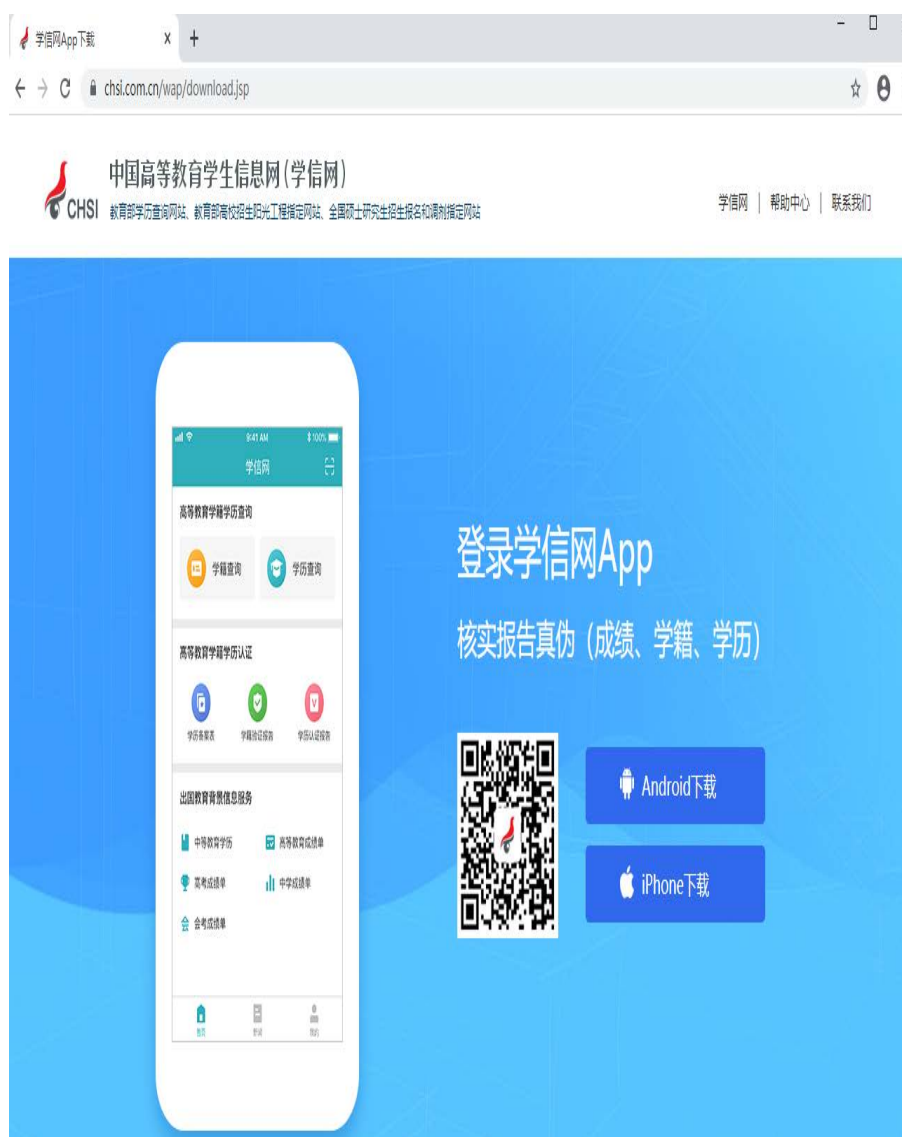 学信网App下载
chsi.com.cn/wap/download.jsp
中国高等教育学生信息网(学信网)
CHSI
教育部学历查询网站、教育部高校招生阳光工程指定网站、全国硕士研究生招生报名和调剂指定网站
学信网 | 帮助中心 | 联系我们
9:41 AM 100%
学信网
高等教育学籍学历查询
学籍查询 学历查询
高等教育学籍学历认证
学历备案表 学籍验证报告 学历认证报告
出国教育背景信息服务
中等教育学历 高等教育成绩单
高考成绩单 中学成绩单
会 会考成绩单
首页 新闻 我的
登录学信网App
核实报告真伪（成绩、学籍、学历）
Android下载
iPhone下载